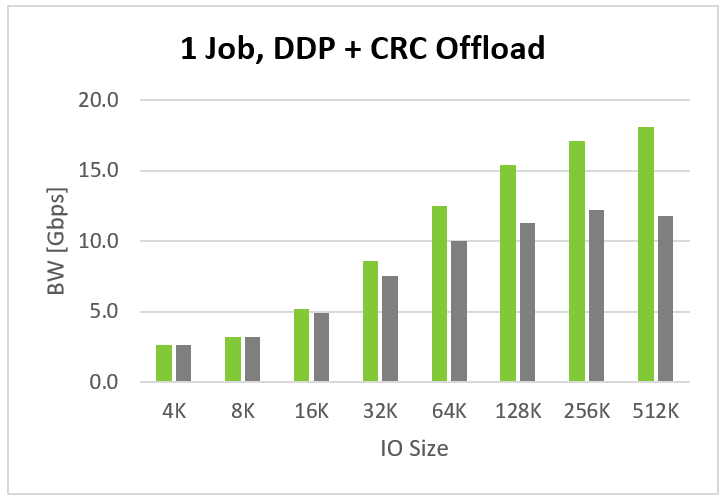 1 Job, DDP + CRC Offload
20.0
15.0
10.0
5.0
0.0
BW [Gbps]
4K 8K 16K 32K 64K 128K 256K 512K
IO Size